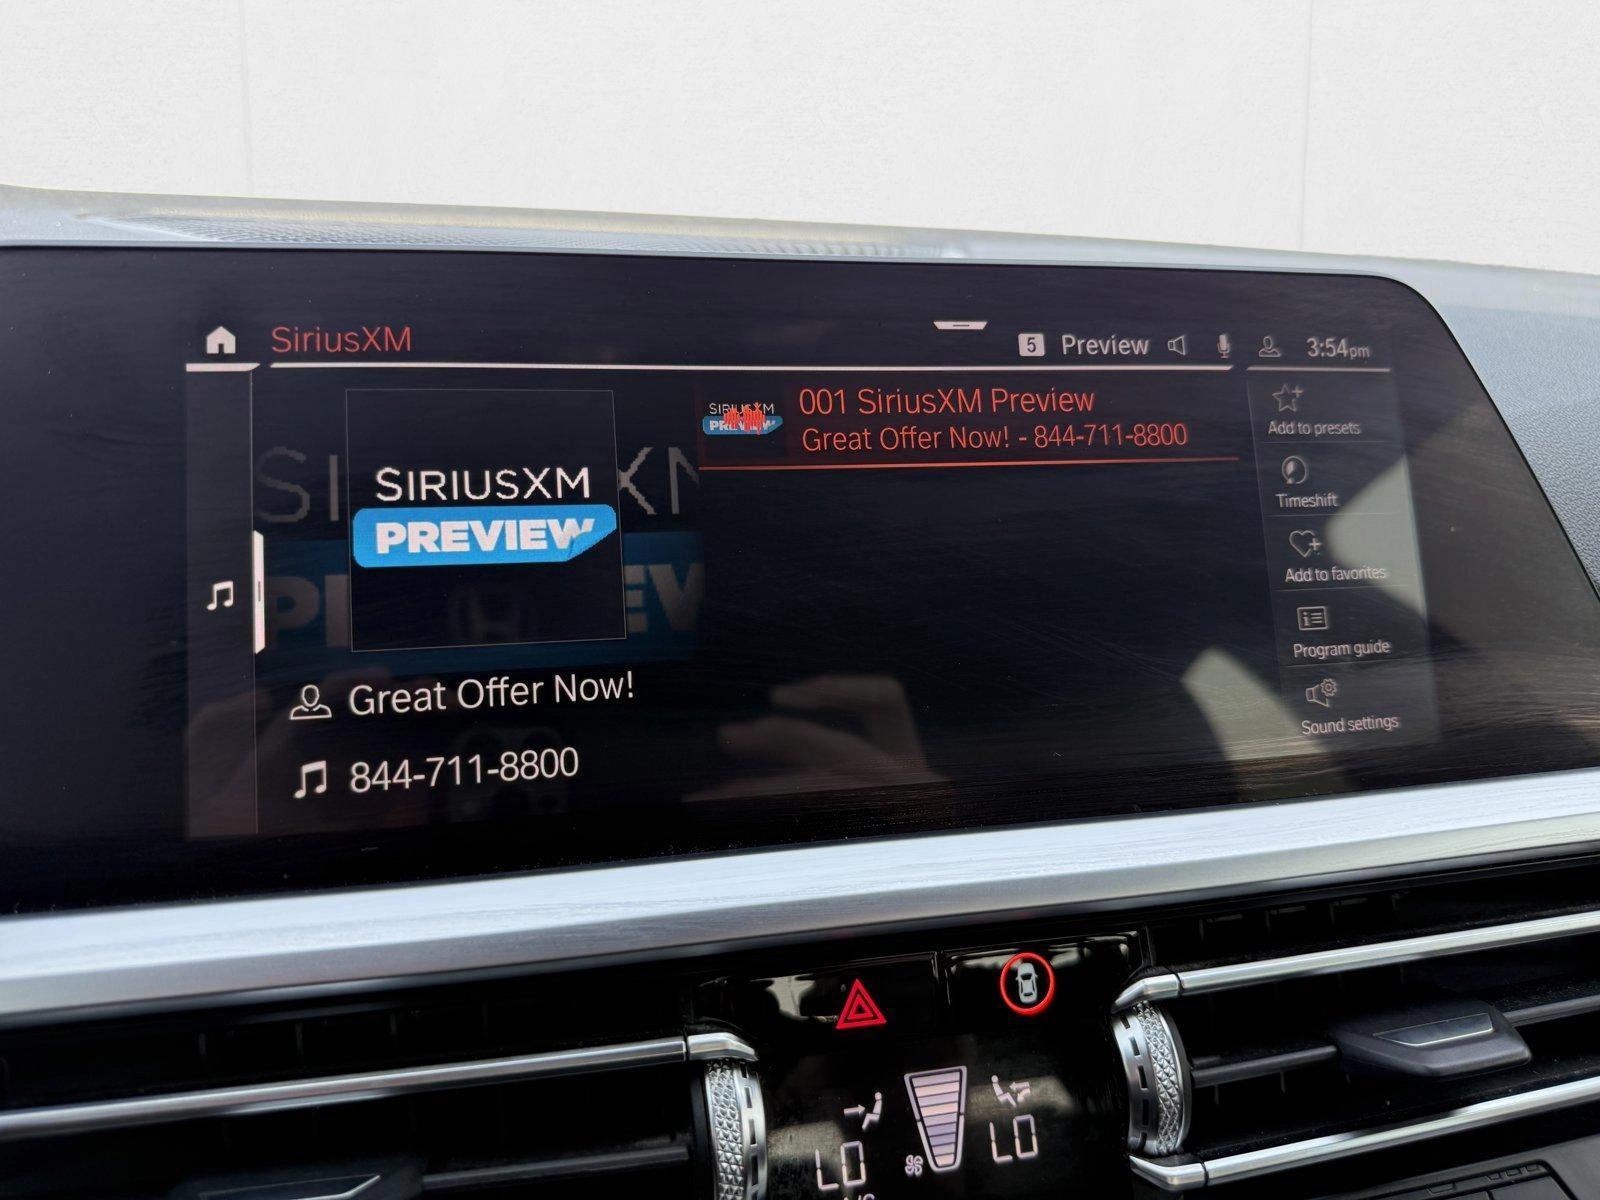 SiriusXM
5 Preview 3:54pm
SIRIUSXM
PREVIEW
Great Offer Now!
844-711-8800
001 SiriusXM Preview
Great Offer Now! - 844-711-8800
Add to presets
Timeshift
Add to favorites
Program guide
Sound settings
LO LO